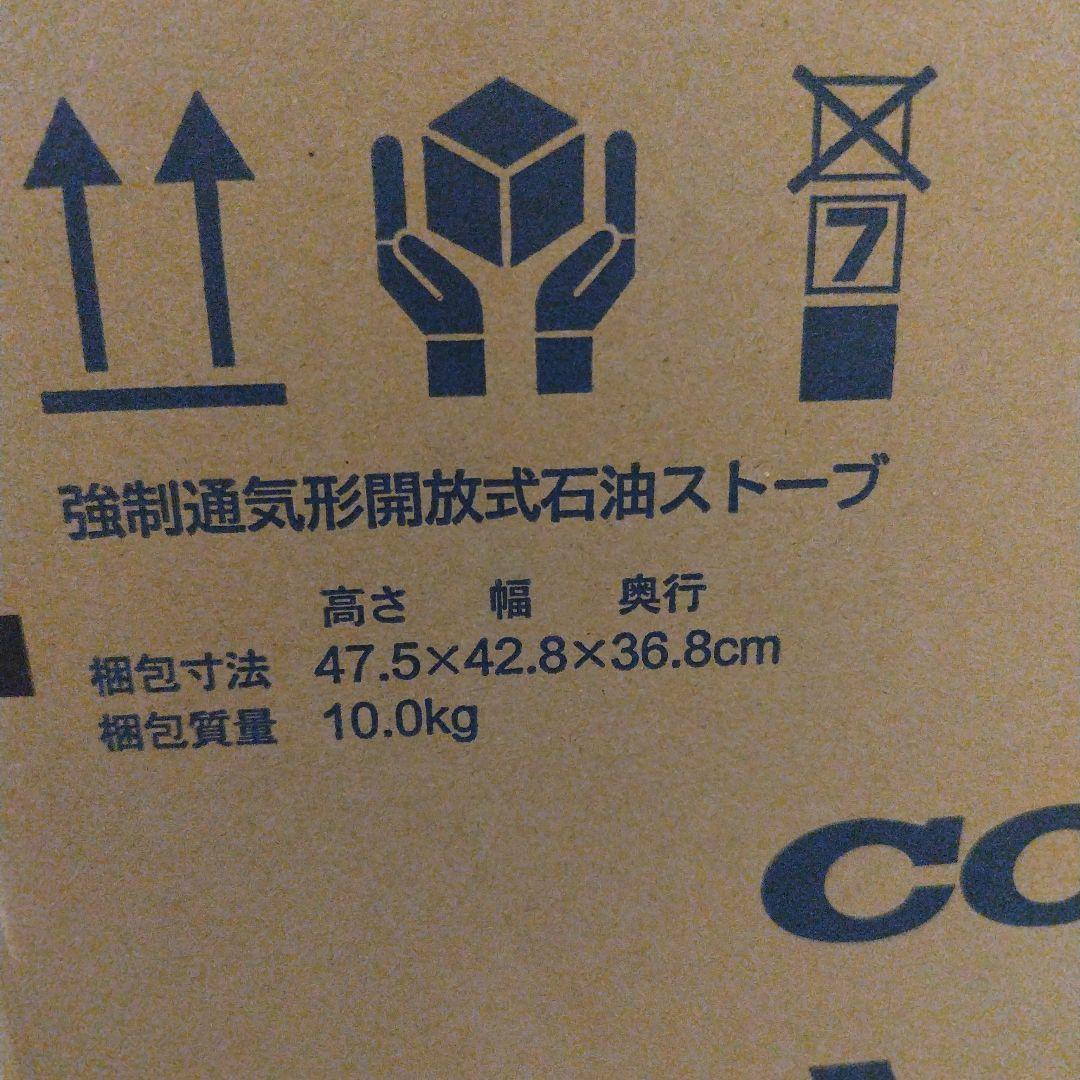 7
強制通気形開放式石油ストーブ
高さ 幅 奥行
梱包寸法 47.5×42.8×36.8cm
梱包質量 10.0kg
CO